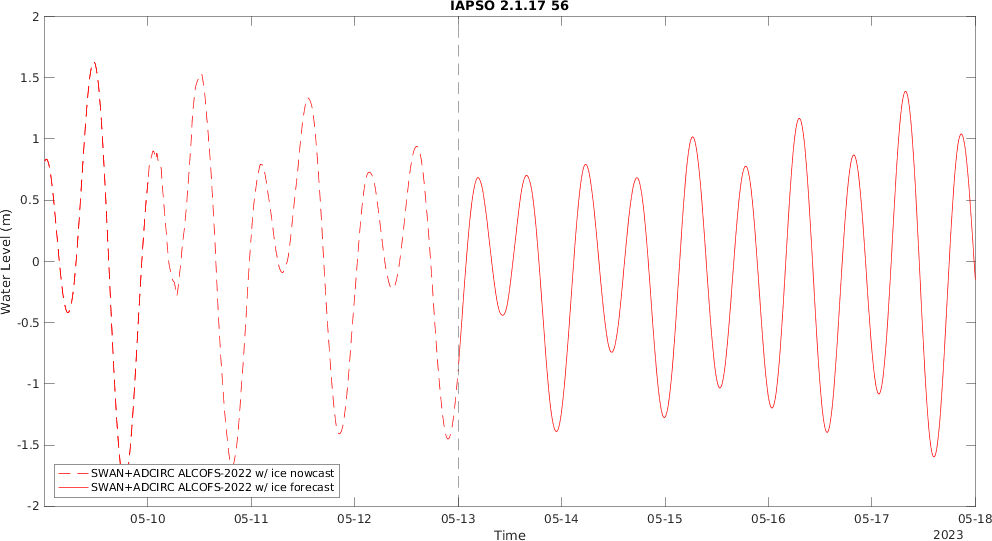 IAPSO 2.1.17 56
2
1.5
1
0.5
0
-0.5
-1
-1.5
-2
Water Level (m)
SWAN+ADCIRC ALCOFS-2022 w/ ice nowcast
SWAN+ADCIRC ALCOFS-2022 w/ ice forecast
05-10 05-11 05-12 05-13 05-14 05-15 05-16 05-17 05-18
Time
2023